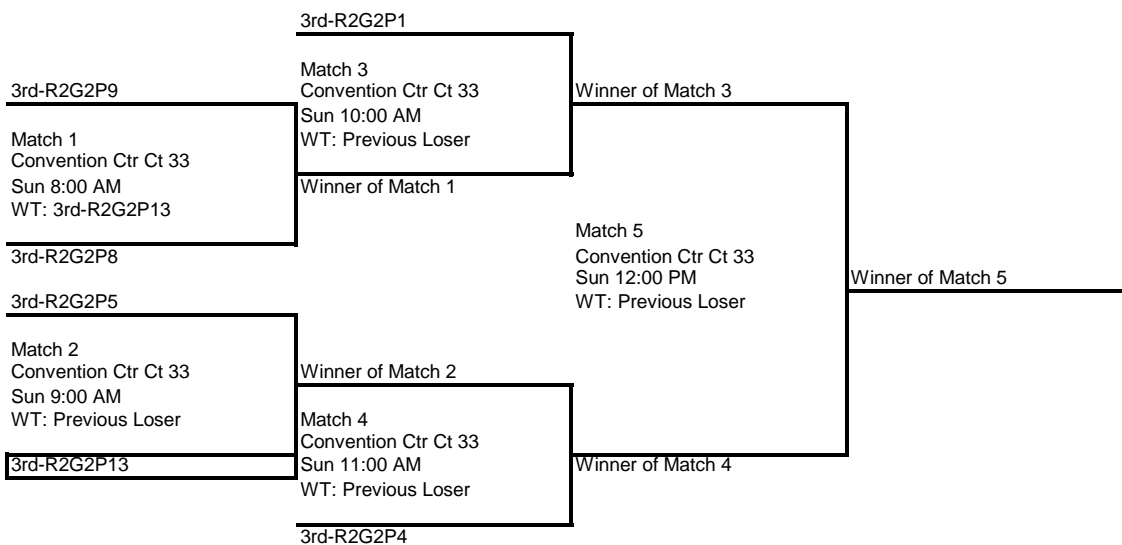 3rd-R2G2P1
Match 3
Convention Ctr Ct 33
Sun 10:00 AM
WT: Previous Loser
3rd-R2G2P9
Winner of Match 3
Match 1
Convention Ctr Ct 33
Sun 8:00 AM
WT: 3rd-R2G2P13
Winner of Match 1
3rd-R2G2P8
Match 5
Convention Ctr Ct 33
Sun 12:00 PM
WT: Previous Loser
Winner of Match 5
3rd-R2G2P5
Match 2
Convention Ctr Ct 33
Sun 9:00 AM
WT: Previous Loser
Winner of Match 2
3rd-R2G2P13
Match 4
Convention Ctr Ct 33
Sun 11:00 AM
WT: Previous Loser
Winner of Match 4
3rd-R2G2P4